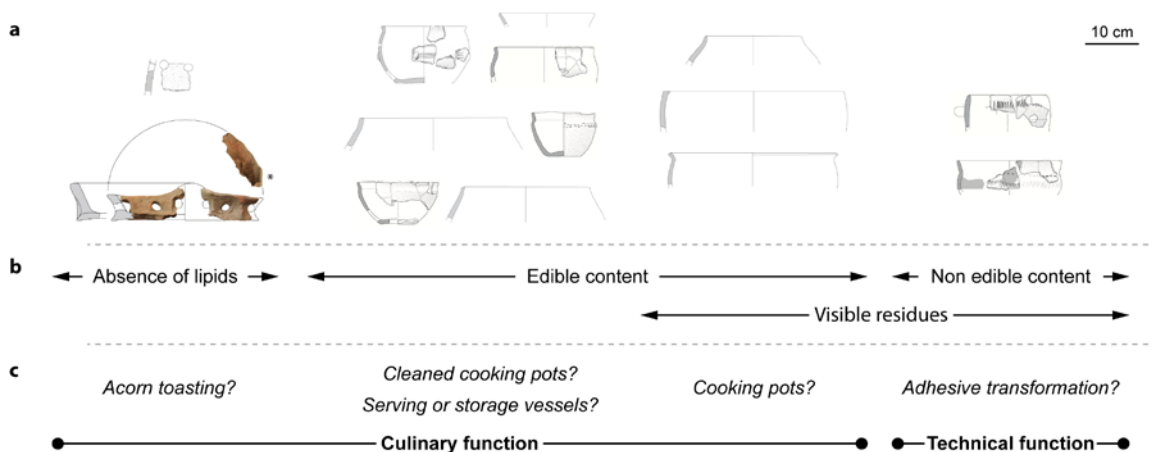 a
10 cm
b
Absence of lipids
Edible content
Non edible content
Visible residues
c
Acorn toasting?
Cleaned cooking pots?
Serving or storage vessels?
Cooking pots?
Adhesive transformation?
Culinary function
Technical function